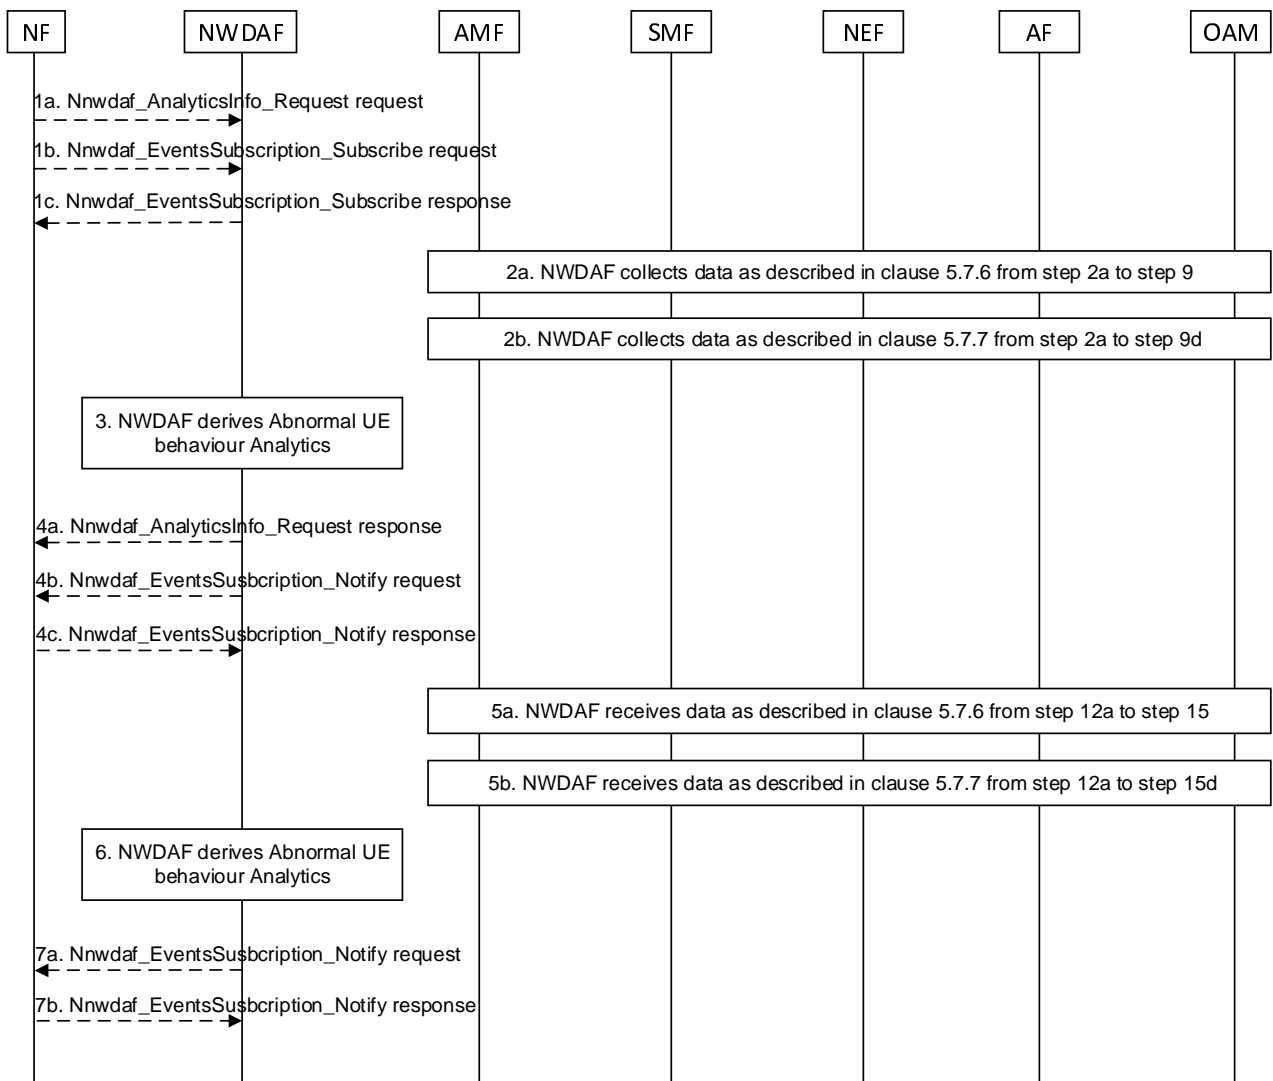 NF NWDAF AMF SMF NEF AF OAM
1a. Nnwdaf_AnalyticsInfo_Request request
1b. Nnwdaf_EventsSubscription_Subscribe request
1c. Nnwdaf_EventsSubscription_Subscribe response
2a. NWDAF collects data as described in clause 5.7.6 from step 2a to step 9
2b. NWDAF collects data as described in clause 5.7.7 from step 2a to step 9d
3. NWDAF derives Abnormal UE
behaviour Analytics
4a. Nnwdaf_AnalyticsInfo_Request response
4b. Nnwdaf_EventsSusbcription_Notify request
4c. Nnwdaf_EventsSusbcription_Notify response
5a. NWDAF receives data as described in clause 5.7.6 from step 12a to step 15
5b. NWDAF receives data as described in clause 5.7.7 from step 12a to step 15d
6. NWDAF derives Abnormal UE
behaviour Analytics
7a. Nnwdaf_EventsSusbcription_Notify request
7b. Nnwdaf_EventsSusbcription_Notify response